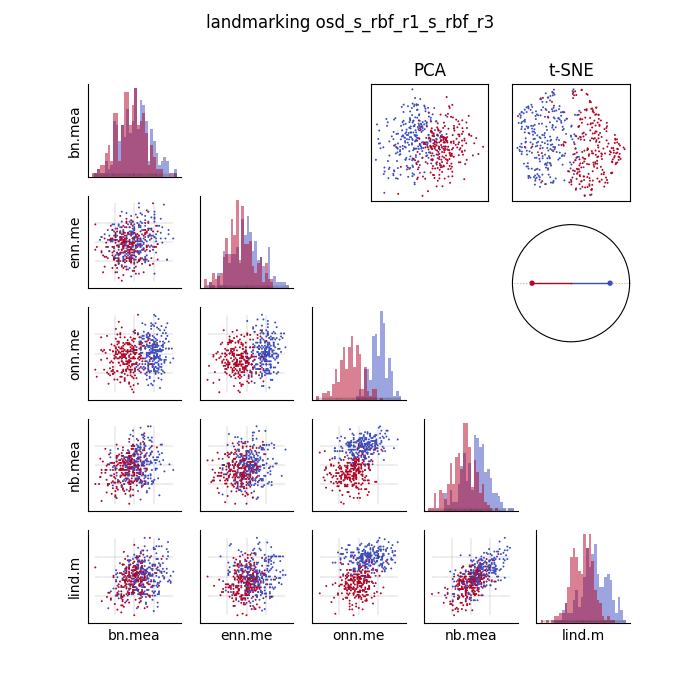 landmarking osd_s_rbf_r1_s_rbf_r3
PCA
t-SNE
bn.mea
enn.me
onn.me
nb.mea
lind.m
bn.mea
enn.me
onn.me
nb.mea
lind.m